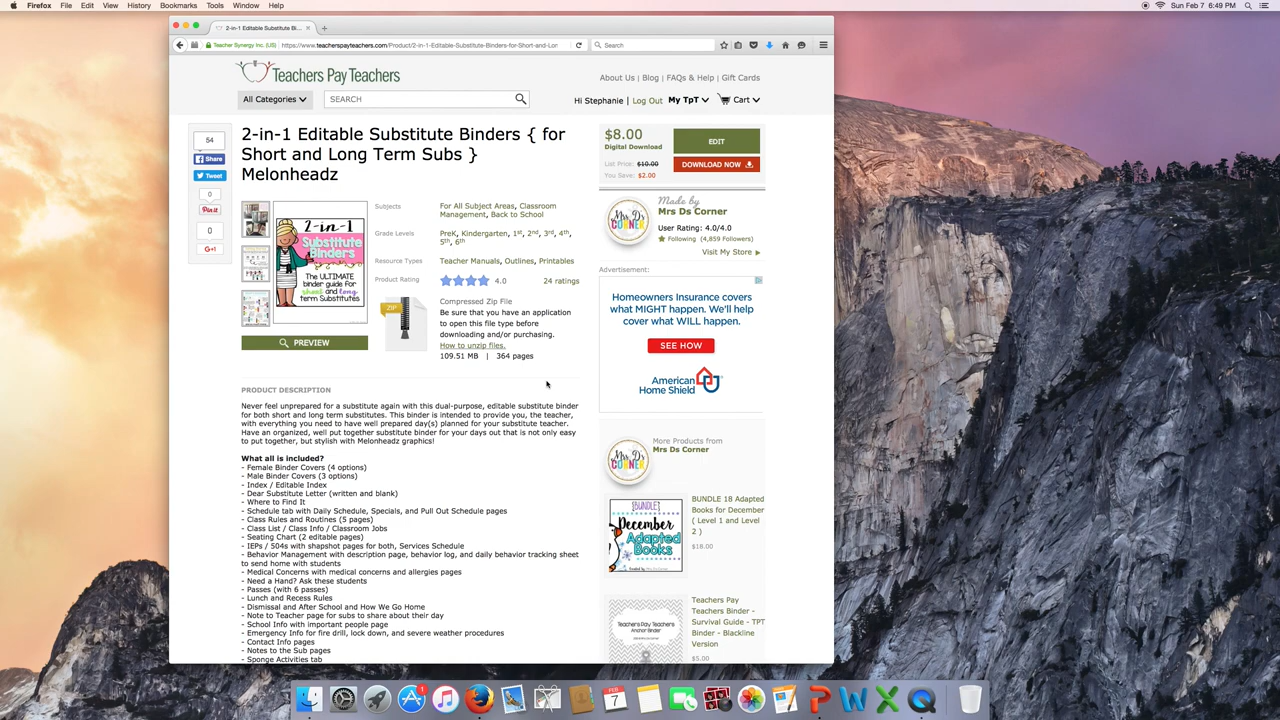 Firefox File Edit View History Bookmarks Tools Window Help
Sun Feb 7 6:49 PM
2-in-1 Editable Substitute Bi...
Teacher Synergy Inc. (US)
https://www.teacherspayteachers.com/Product/2-in-1-Editable-Substitute-Binders-for-Short-and-Lon
Search
Teachers Pay Teachers
About Us | Blog | FAQs & Help | Gift Cards
All Categories
SEARCH
Hi Stephanie | Log Out My TpT Cart
54
Share
Tweet
0
Pin it
0
g+1
2-in-1 Editable Substitute Binders { for
Short and Long Term Subs }
Melonheadz
2-in-1
Substitute
Binders
The ULTIMATE
binder guide for
short and long
term Substitutes
PREVIEW
Subjects
For All Subject Areas, Classroom
Management, Back to School
Grade Levels
PreK, Kindergarten, 1st, 2nd, 3rd, 4th,
5th, 6th
Resource Types
Teacher Manuals, Outlines, Printables
Product Rating
4.0
24 ratings
ZIP
Compressed Zip File
Be sure that you have an application
to open this file type before
downloading and/or purchasing.
How to unzip files.
109.51 MB | 364 pages
PRODUCT DESCRIPTION
Never feel unprepared for a substitute again with this dual-purpose, editable substitute binder
for both short and long term substitutes. This binder is intended to provide you, the teacher,
with everything you need to have well prepared day(s) planned for your substitute teacher.
Have an organized, well put together substitute binder for your days out that is not only easy
to put together, but stylish with Melonheadz graphics!
What all is included?
- Female Binder Covers (4 options)
- Male Binder Covers (3 options)
- Index / Editable Index
- Dear Substitute Letter (written and blank)
- Where to Find It
- Schedule tab with Daily Schedule, Specials, and Pull Out Schedule pages
- Class Rules and Routines (5 pages)
- Class List / Class Info / Classroom Jobs
- Seating Chart (2 editable pages)
- IEPs / 504s with shapshot pages for both, Services Schedule
- Behavior Management with description page, behavior log, and daily behavior tracking sheet
to send home with students
- Medical Concerns with medical concerns and allergies pages
- Need a Hand? Ask these students
- Passes (with 6 passes)
- Lunch and Recess Rules
- Dismissal and After School and How We Go Home
- Note to Teacher page for subs to share about their day
- School Info with important people page
- Emergency Info for fire drill, lock down, and severe weather procedures
- Contact Info pages
- Notes to the Sub pages
- Sponge Activities tab
$8.00
Digital Download
EDIT
List Price: $10.00
You Save: $2.00
DOWNLOAD NOW
MRS D'S
CORNER
Made by
Mrs Ds Corner
User Rating: 4.0/4.0
Following (4,859 Followers)
Visit My Store
Advertisement:
Homeowners Insurance covers
what MIGHT happen. We'll help
cover what WILL happen.
SEE HOW
American
Home Shield
MRS D'S
CORNER
More Products from
Mrs Ds Corner
{BUNDLE}
December
Adapted
Books
BUNDLE 18 Adapted
Books for December
( Level 1 and Level
2 )
$18.00
Teachers Pay Teachers
Anchor Binder
Teachers Pay
Teachers Binder -
Survival Guide - TPT
Binder - Blackline
Version
$5.00
1
FEB
7